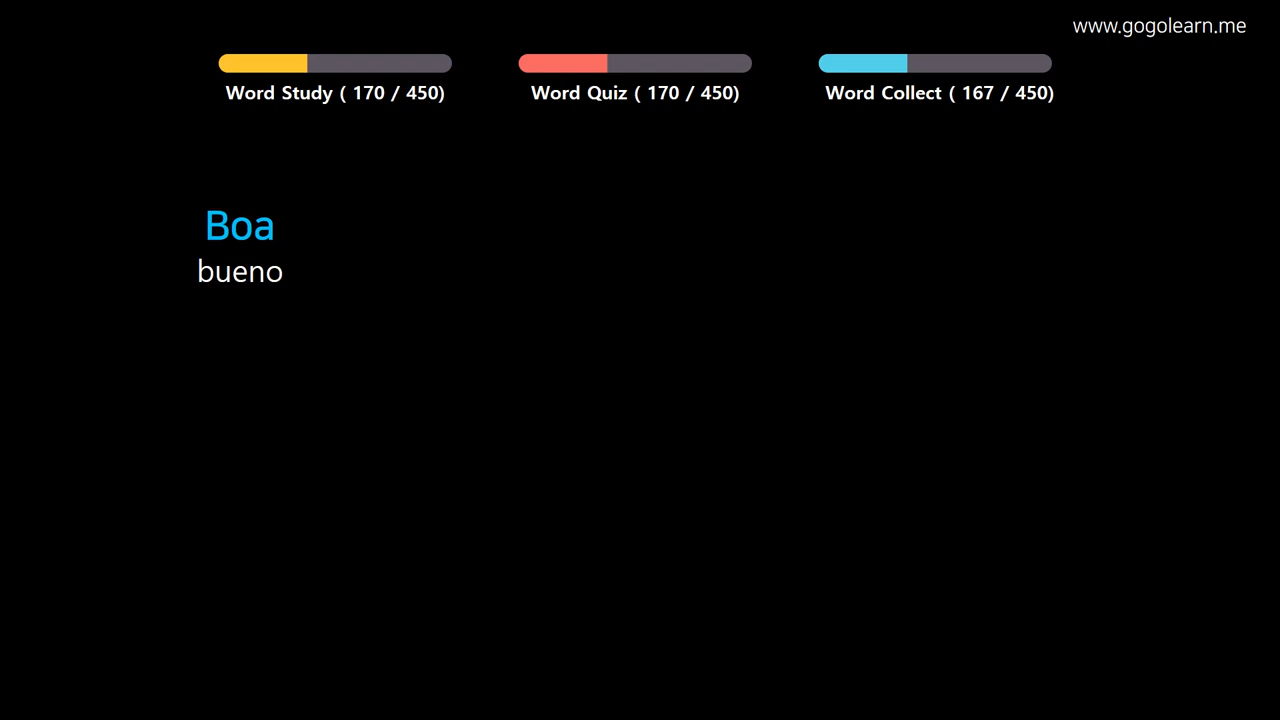 www.gogolearn.me
Word Study ( 170 / 450)
Word Quiz ( 170 / 450)
Word Collect ( 167 / 450)
Boa
bueno